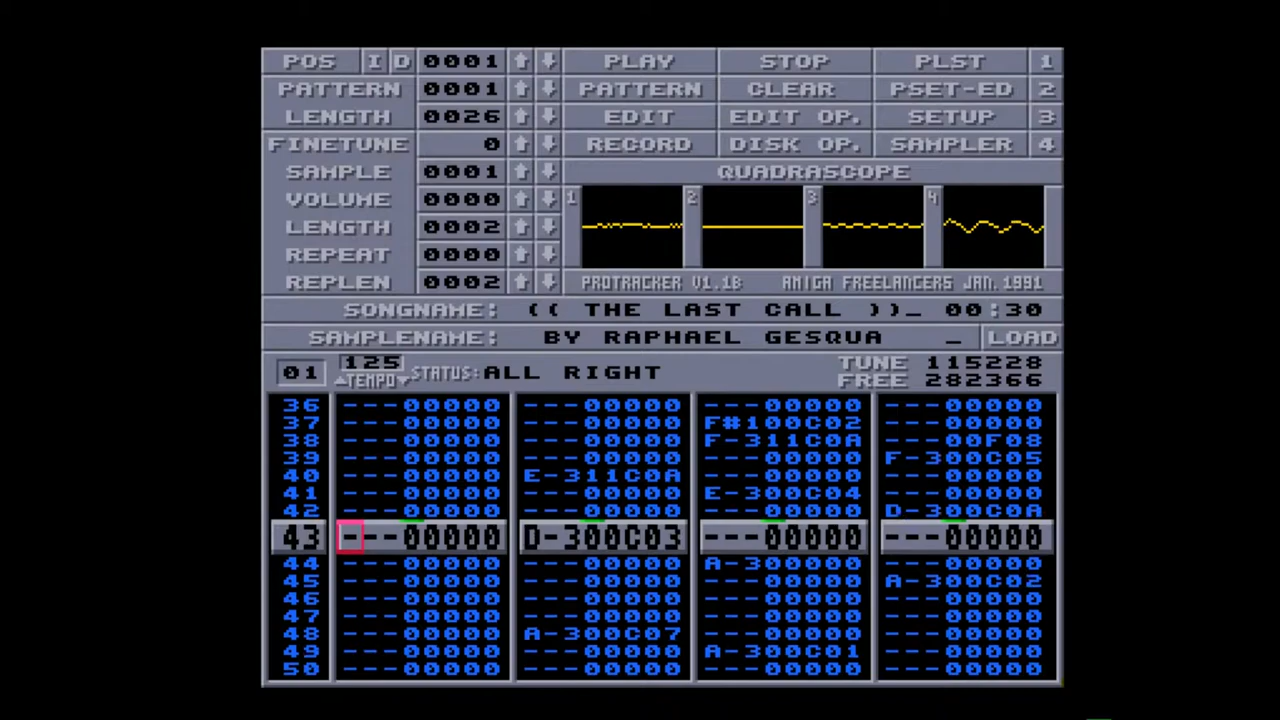 POS I D 0001 PLAY STOP PLST 1
PATTERN 0001 PATTERN CLEAR PSET-ED 2
LENGTH 0026 EDIT EDIT OP. SETUP 3
FINETUNE 0 RECORD DISK OP. SAMPLER 4
SAMPLE 0001 QUADRASCOPE
VOLUME 0000 1 2 3 4
LENGTH 0002
REPEAT 0000
REPLEN 0002 PROTRACKER V1.1B AMIGA FREELANCERS JAN.1991
SONGNAME: (( THE LAST CALL ))_ 00:30
SAMPLENAME: BY RAPHAEL GESQUA _ LOAD
01 125 TEMPO STATUS: ALL RIGHT TUNE 115228
FREE 282366
36 ---00000 ---00000 ---00000 ---00000
37 ---00000 ---00000 F#100C02 ---00000
38 ---00000 ---00000 F-311C0A ---00F08
39 ---00000 ---00000 ---00000 F-300C05
40 ---00000 E-311C0A ---00000 ---00000
41 ---00000 ---00000 E-300C04 ---00000
42 ---00000 ---00000 ---00000 D-300C0A
43 ---00000 D-300C03 ---00000 ---00000
44 ---00000 ---00000 A-300000 ---00000
45 ---00000 ---00000 ---00000 A-300C02
46 ---00000 ---00000 ---00000 ---00000
47 ---00000 ---00000 ---00000 ---00000
48 ---00000 A-300C07 ---00000 ---00000
49 ---00000 ---00000 A-300C01 ---00000
50 ---00000 ---00000 ---00000 ---00000